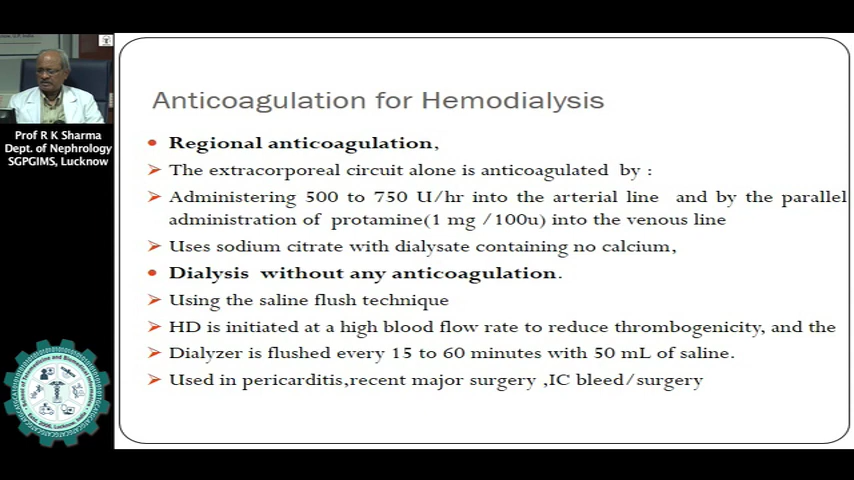 Anticoagulation for Hemodialysis
Prof R K Sharma
Dept. of Nephrology
SGPGIMS, Lucknow
• Regional anticoagulation,
➢ The extracorporeal circuit alone is anticoagulated by :
➢ Administering 500 to 750 U/hr into the arterial line and by the parallel
administration of protamine(1 mg /100u) into the venous line
➢ Uses sodium citrate with dialysate containing no calcium,
• Dialysis without any anticoagulation.
➢ Using the saline flush technique
➢ HD is initiated at a high blood flow rate to reduce thrombogenicity, and the
➢ Dialyzer is flushed every 15 to 60 minutes with 50 mL of saline.
➢ Used in pericarditis,recent major surgery ,IC bleed/surgery